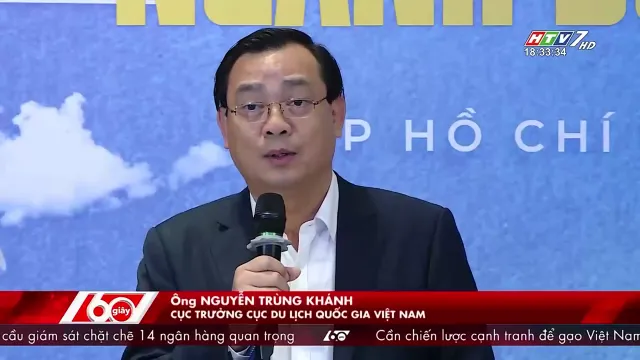 HTV7 HD
18:33:34
P HỒ CHÍ
60 giây
Ông NGUYỄN TRÙNG KHÁNH
CỤC TRƯỞNG CỤC DU LỊCH QUỐC GIA VIỆT NAM
cầu giám sát chặt chẽ 14 ngân hàng quan trọng 60 giây Cần chiến lược cạnh tranh để gạo Việt Nam